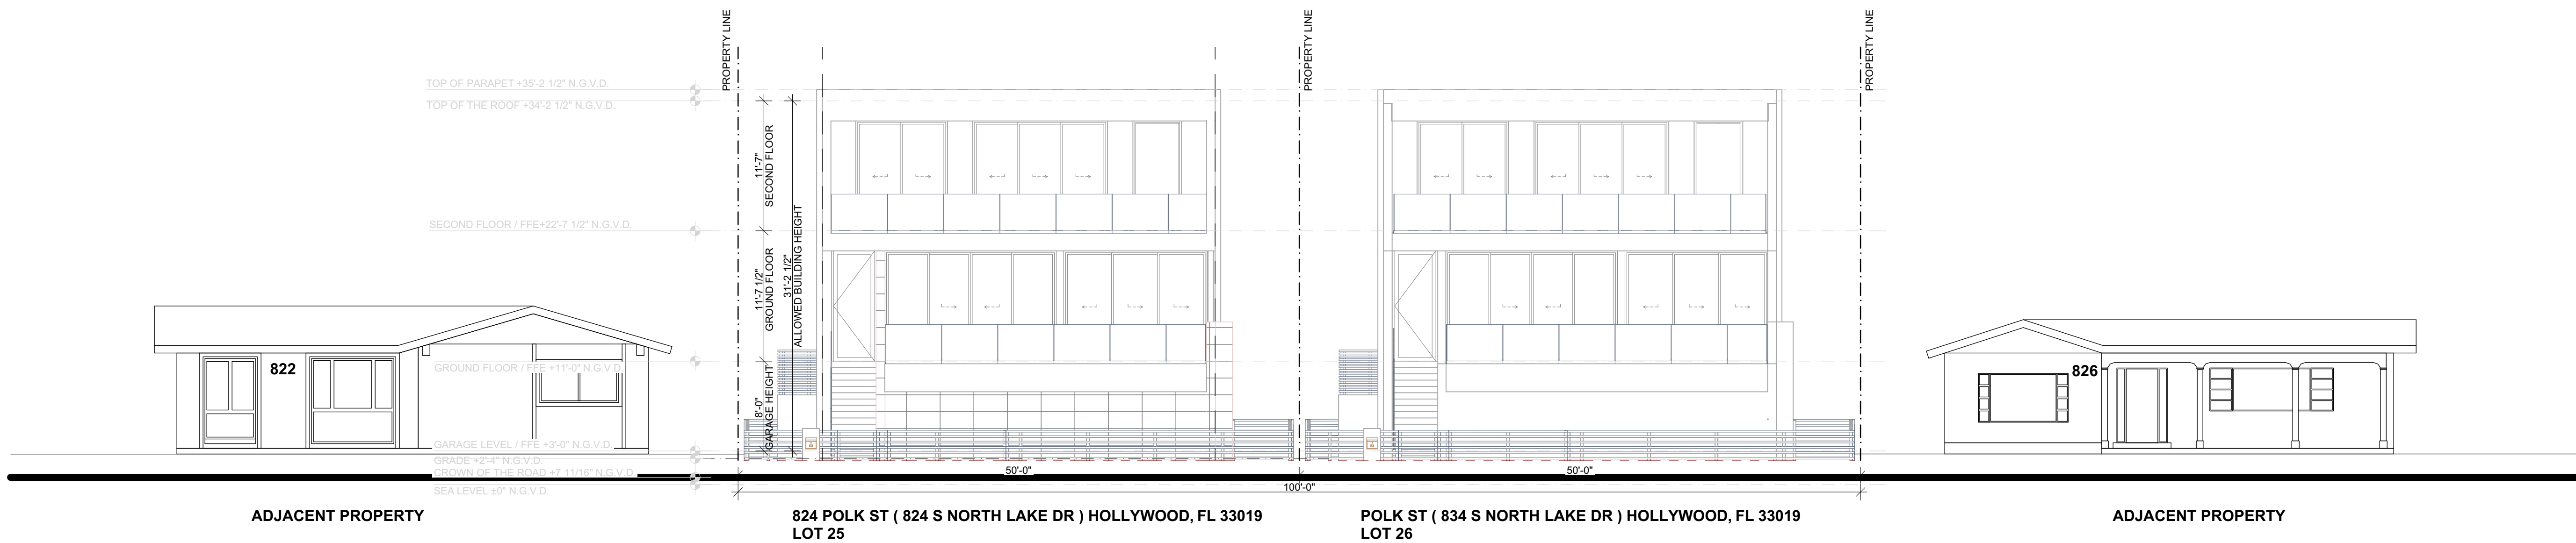 PROPERTY LINE
PROPERTY LINE
PROPERTY LINE
TOP OF PARAPET +35'-2 1/2" N.G.V.D.
TOP OF THE ROOF +34'-2 1/2" N.G.V.D.
11'-7"
SECOND FLOOR
SECOND FLOOR / FFE+22'-7 1/2" N.G.V.D.
11'-7 1/2"
GROUND FLOOR
31'-2 1/2"
ALLOWED BUILDING HEIGHT
822
GROUND FLOOR / FFE +11'-0" N.G.V.D.
826
8'-0"
GARAGE HEIGHT
GARAGE LEVEL / FFE +3'-0" N.G.V.D.
GRADE +2'-4" N.G.V.D.
CROWN OF THE ROAD +7 11/16" N.G.V.D.
SEA LEVEL ±0" N.G.V.D.
50'-0"
50'-0"
100'-0"
ADJACENT PROPERTY
824 POLK ST ( 824 S NORTH LAKE DR ) HOLLYWOOD, FL 33019
LOT 25
POLK ST ( 834 S NORTH LAKE DR ) HOLLYWOOD, FL 33019
LOT 26
ADJACENT PROPERTY